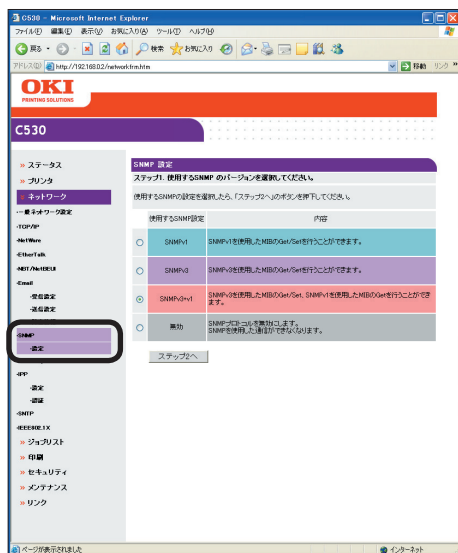 C530 - Microsoft Internet Explorer
ファイル(F) 編集(E) 表示(V) お気に入り(A) ツール(T) ヘルプ(H)
戻る 検索 お気に入り
アドレス(D) http://192.168.0.2/networkfrm.htm 移動 リンク »
OKI
PRINTING SOLUTIONS
C530
» ステータス
» プリンタ
ネットワーク
・一般ネットワーク設定
・TCP/IP
・NetWare
・EtherTalk
・NBT/NetBEUI
・Email
・受信設定
・送信設定
・SNMP
・設定
・IPP
・設定
・認証
・SNTP
・IEEE802.1X
» ジョブリスト
» 印刷
» セキュリティ
» メンテナンス
» リンク
SNMP 設定
ステップ1. 使用するSNMP のバージョンを選択してください。
使用するSNMPの設定を選択したら、「ステップ2へ」のボタンを押下してください。
使用するSNMP設定 内容
SNMPv1 SNMPv1を使用したMIBのGet/Setを行うことができます。
SNMPv3 SNMPv3を使用したMIBのGet/Setを行うことができます。
SNMPv3+v1 SNMPv3を使用したMIBのGet/Set、SNMPv1を使用したMIBのGetを行うことができ
ます。
無効 SNMPプロトコルを無効にします。
SNMPを使用した通信ができなくなります。
ステップ2へ
ページが表示されました インターネット